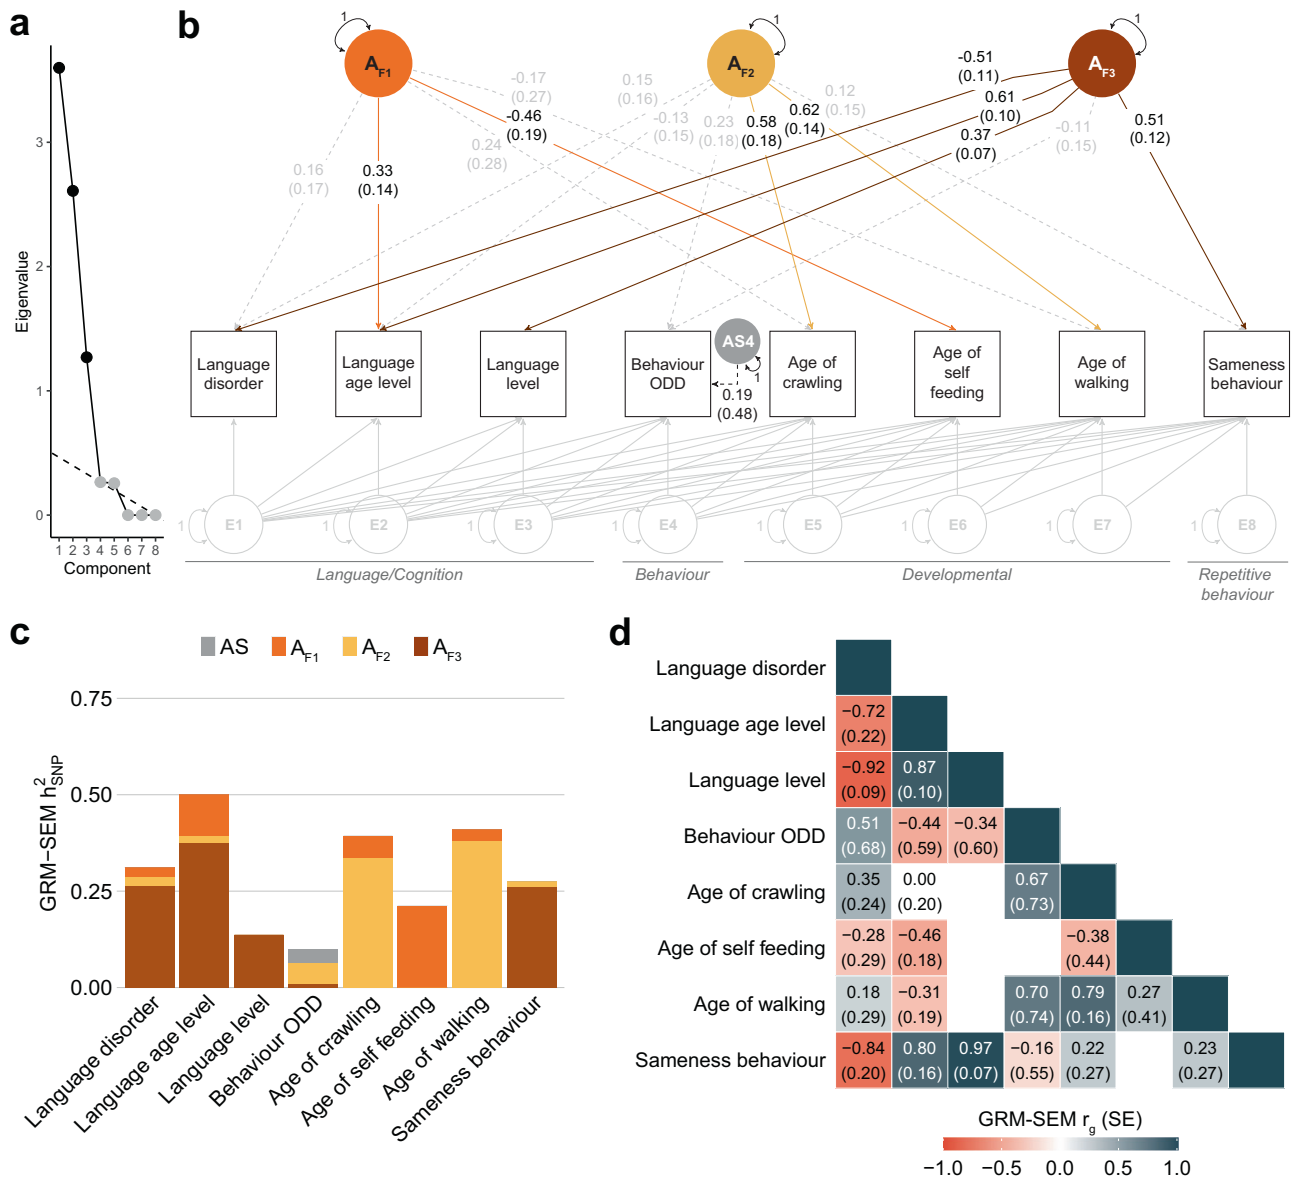 a
3
2
1
0
Eigenvalue
1 2 3 4 5 6 7 8
Component
b
1
1
1
A_F1
A_F2
A_F3
0.16
(0.17)
0.33
(0.14)
-0.17
(0.27)
-0.46
(0.19)
0.24
(0.28)
0.15
(0.16)
-0.13
(0.15)
0.23
(0.18)
0.58
(0.18)
0.62
(0.14)
0.12
(0.15)
-0.51
(0.11)
0.61
(0.10)
0.37
(0.07)
-0.11
(0.15)
0.51
(0.12)
Language
disorder
Language
age level
Language
level
Behaviour
ODD
AS4
1
0.19
(0.48)
Age of
crawling
Age of
self
feeding
Age of
walking
Sameness
behaviour
1 E1
1 E2
1 E3
1 E4
1 E5
1 E6
1 E7
1 E8
Language/Cognition
Behaviour
Developmental
Repetitive
behaviour
c
AS A_F1 A_F2 A_F3
0.75
0.50
0.25
0.00
GRM−SEM h²SNP
Language disorder
Language age level
Language level
Behaviour ODD
Age of crawling
Age of self feeding
Age of walking
Sameness behaviour
d
Language disorder
Language age level
−0.72
(0.22)
Language level
−0.92 0.87
(0.09) (0.10)
Behaviour ODD
0.51 −0.44 −0.34
(0.68) (0.59) (0.60)
Age of crawling
0.35 0.00 0.67
(0.24) (0.20) (0.73)
Age of self feeding
−0.28 −0.46 −0.38
(0.29) (0.18) (0.44)
Age of walking
0.18 −0.31 0.70 0.79 0.27
(0.29) (0.19) (0.74) (0.16) (0.41)
Sameness behaviour
−0.84 0.80 0.97 −0.16 0.22 0.23
(0.20) (0.16) (0.07) (0.55) (0.27) (0.27)
GRM-SEM r_g (SE)
−1.0 −0.5 0.0 0.5 1.0